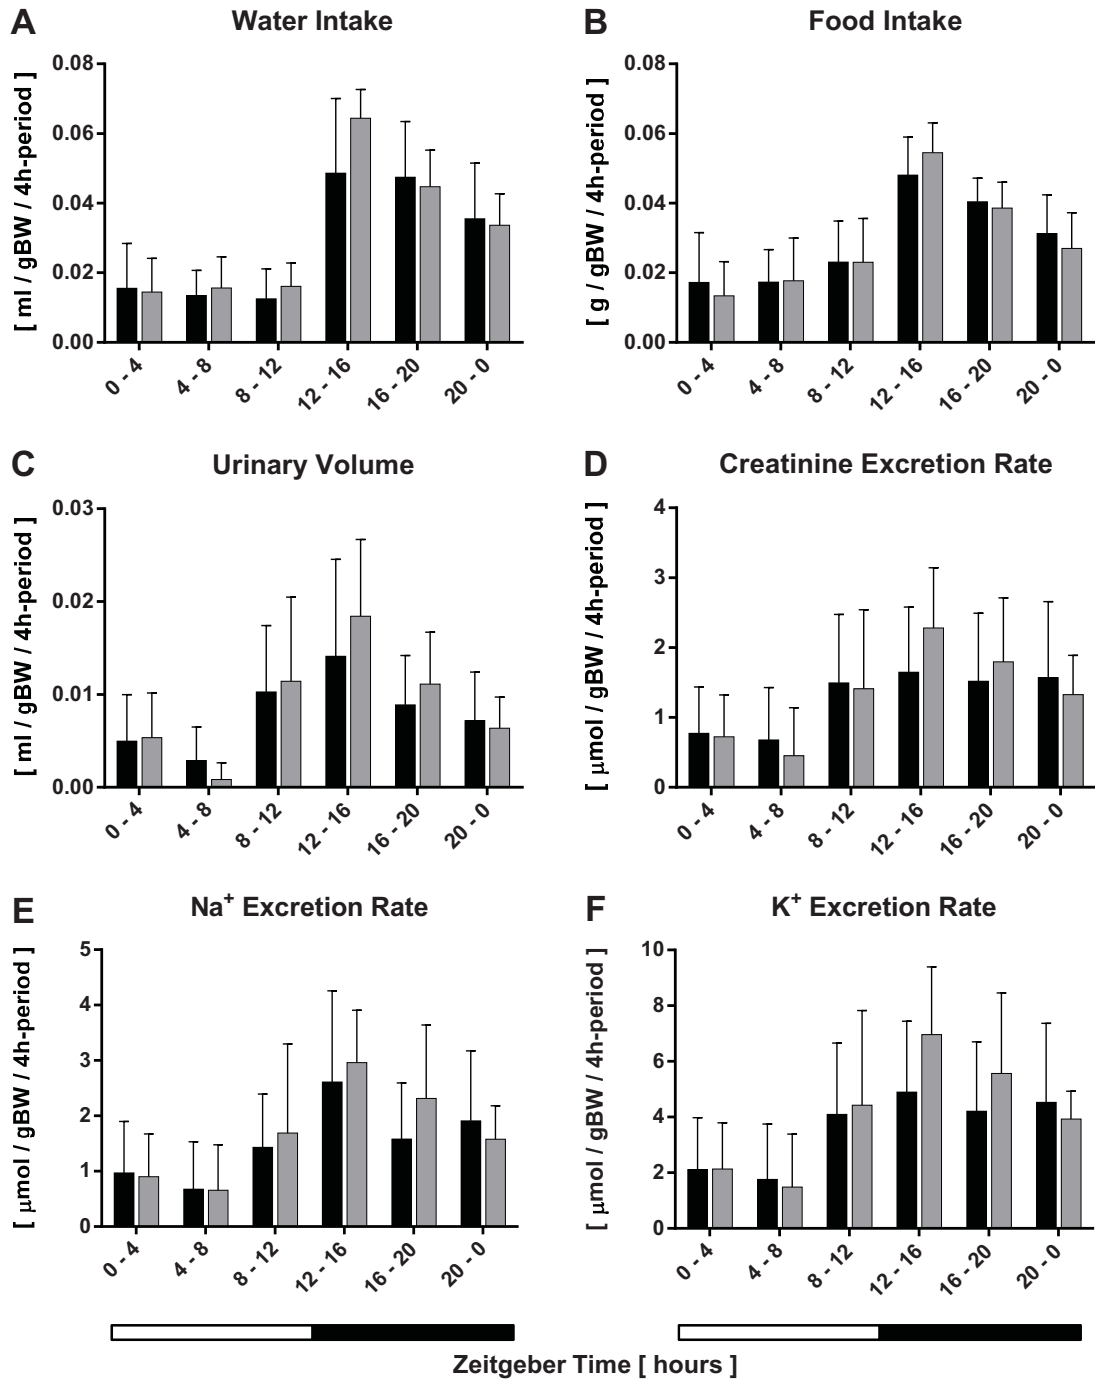 A Water Intake
[ ml / gBW / 4h-period ]
0.08
0.06
0.04
0.02
0.00
0 - 4 4 - 8 8 - 12 12 - 16 16 - 20 20 - 0
B Food Intake
[ g / gBW / 4h-period ]
0.08
0.06
0.04
0.02
0.00
0 - 4 4 - 8 8 - 12 12 - 16 16 - 20 20 - 0
C Urinary Volume
[ ml / gBW / 4h-period ]
0.03
0.02
0.01
0.00
0 - 4 4 - 8 8 - 12 12 - 16 16 - 20 20 - 0
D Creatinine Excretion Rate
[ µmol / gBW / 4h-period ]
4
3
2
1
0
0 - 4 4 - 8 8 - 12 12 - 16 16 - 20 20 - 0
E Na⁺ Excretion Rate
[ µmol / gBW / 4h-period ]
5
4
3
2
1
0
0 - 4 4 - 8 8 - 12 12 - 16 16 - 20 20 - 0
F K⁺ Excretion Rate
[ µmol / gBW / 4h-period ]
10
8
6
4
2
0
0 - 4 4 - 8 8 - 12 12 - 16 16 - 20 20 - 0
Zeitgeber Time [ hours ]